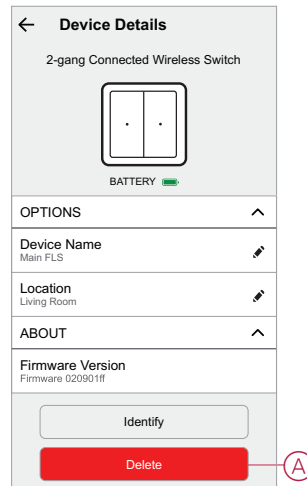 Device Details
2-gang Connected Wireless Switch
BATTERY
OPTIONS
Device Name
Main FLS
Location
Living Room
ABOUT
Firmware Version
Firmware 020901ff
Identify
Delete
A